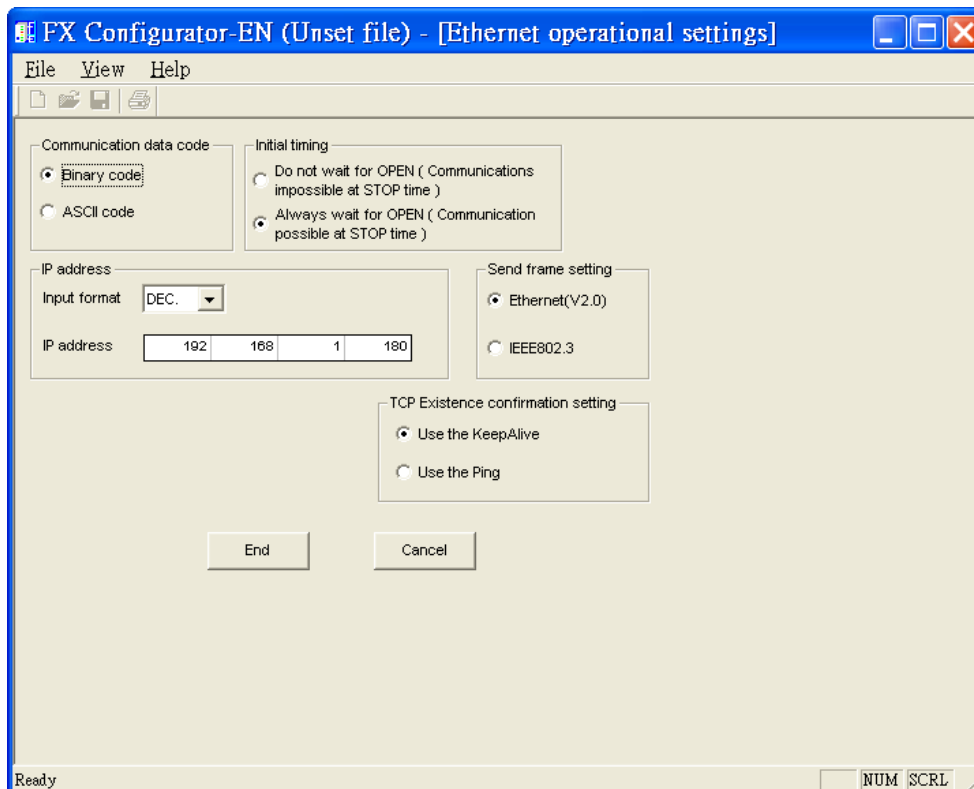 FX Configurator-EN (Unset file) - [Ethernet operational settings]
File View Help
Communication data code
Binary code
ASCII code
Initial timing
Do not wait for OPEN ( Communications
impossible at STOP time )
Always wait for OPEN ( Communication
possible at STOP time )
IP address
Input format DEC.
IP address 192 168 1 180
Send frame setting
Ethernet(V2.0)
IEEE802.3
TCP Existence confirmation setting
Use the KeepAlive
Use the Ping
End Cancel
Ready NUM SCRL